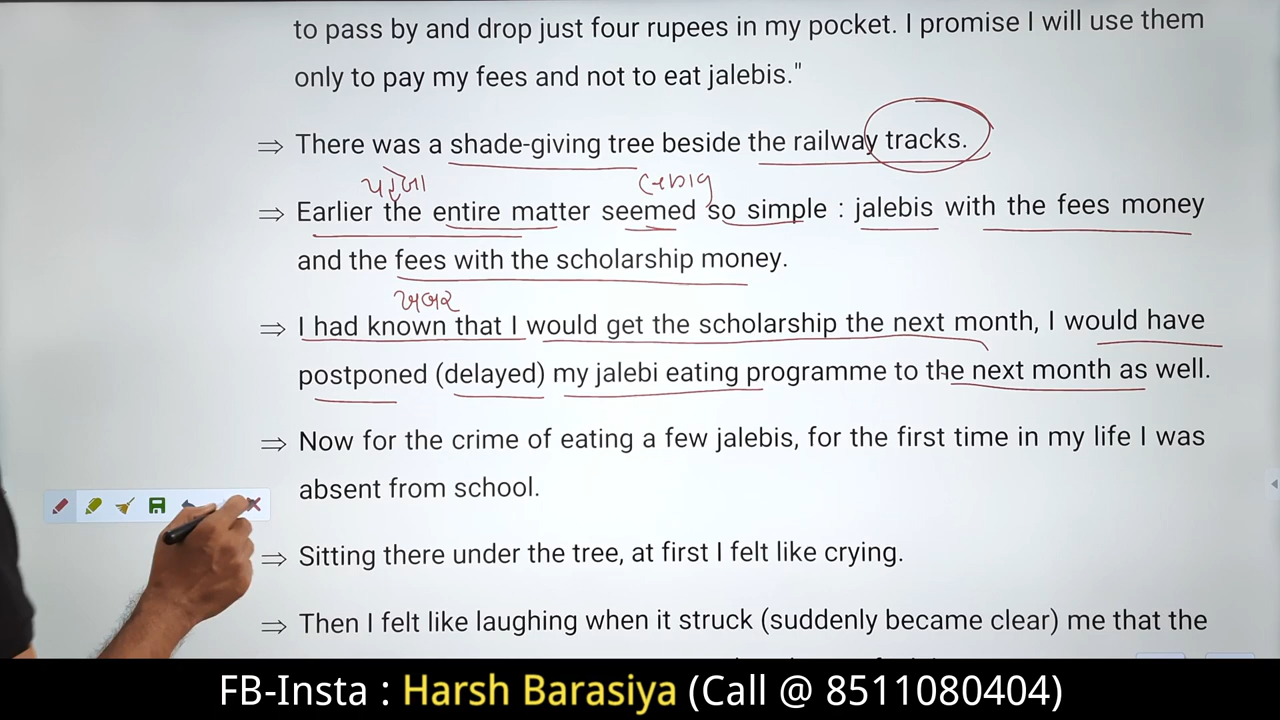 to pass by and drop just four rupees in my pocket. I promise I will use them
only to pay my fees and not to eat jalebis."
⇒ There was a shade-giving tree beside the railway tracks.
⇒ Earlier the entire matter seemed so simple : jalebis with the fees money
and the fees with the scholarship money.
ખબર
⇒ I had known that I would get the scholarship the next month, I would have
postponed (delayed) my jalebi eating programme to the next month as well.
⇒ Now for the crime of eating a few jalebis, for the first time in my life I was
absent from school.
⇒ Sitting there under the tree, at first I felt like crying.
⇒ Then I felt like laughing when it struck (suddenly became clear) me that the
FB-Insta : Harsh Barasiya (Call @ 8511080404)